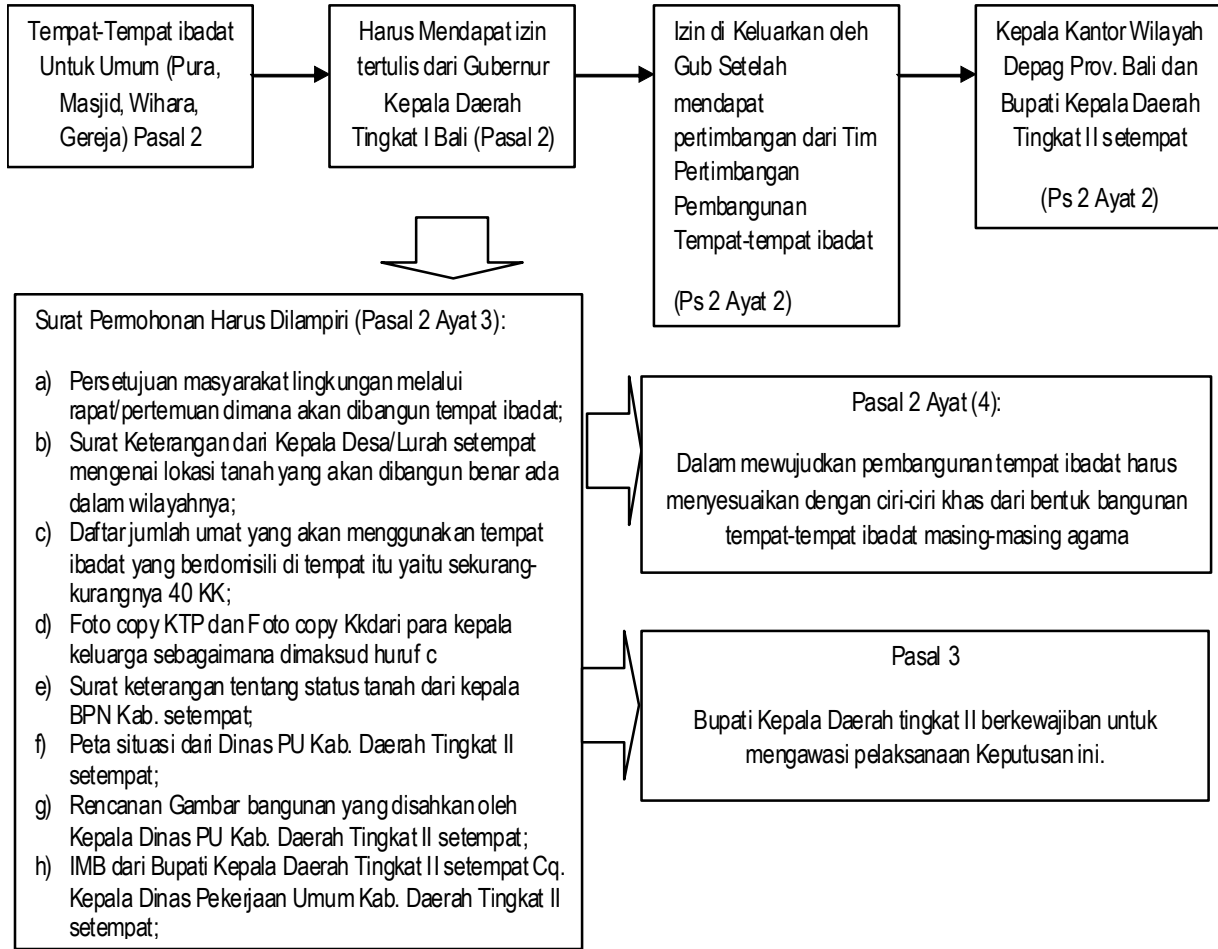 Tempat-Tempat ibadat
Untuk Umum (Pura,
Masjid, Wihara,
Gereja) Pasal 2
Harus Mendapat izin
tertulis dari Gubernur
Kepala Daerah
Tingkat I Bali (Pasal 2)
Izin di Keluarkan oleh
Gub Setelah
mendapat
pertimbangan dari Tim
Pertimbangan
Pembangunan
Tempat-tempat ibadat
(Ps 2 Ayat 2)
Kepala Kantor Wilayah
Depag Prov. Bali dan
Bupati Kepala Daerah
Tingkat II setempat
(Ps 2 Ayat 2)
Surat Permohonan Harus Dilampiri (Pasal 2 Ayat 3):
a) Persetujuan masyarakat lingkungan melalui
rapat/pertemuan dimana akan dibangun tempat ibadat;
b) Surat Keterangan dari Kepala Desa/Lurah setempat
mengenai lokasi tanah yang akan dibangun benar ada
dalam wilayahnya;
c) Daftar jumlah umat yang akan menggunakan tempat
ibadat yang berdomisili di tempat itu yaitu sekurang-
kurangnya 40 KK;
d) Foto copy KTP dan Foto copy Kkdari para kepala
keluarga sebagaimana dimaksud huruf c
e) Surat keterangan tentang status tanah dari kepala
BPN Kab. setempat;
f) Peta situasi dari Dinas PU Kab. Daerah Tingkat II
setempat;
g) Rencanan Gambar bangunan yang disahkan oleh
Kepala Dinas PU Kab. Daerah Tingkat II setempat;
h) IMB dari Bupati Kepala Daerah Tingkat II setempat Cq.
Kepala Dinas Pekerjaan Umum Kab. Daerah Tingkat II
setempat;
Pasal 2 Ayat (4):
Dalam mewujudkan pembangunan tempat ibadat harus
menyesuaikan dengan ciri-ciri khas dari bentuk bangunan
tempat-tempat ibadat masing-masing agama
Pasal 3
Bupati Kepala Daerah tingkat II berkewajiban untuk
mengawasi pelaksanaan Keputusan ini.